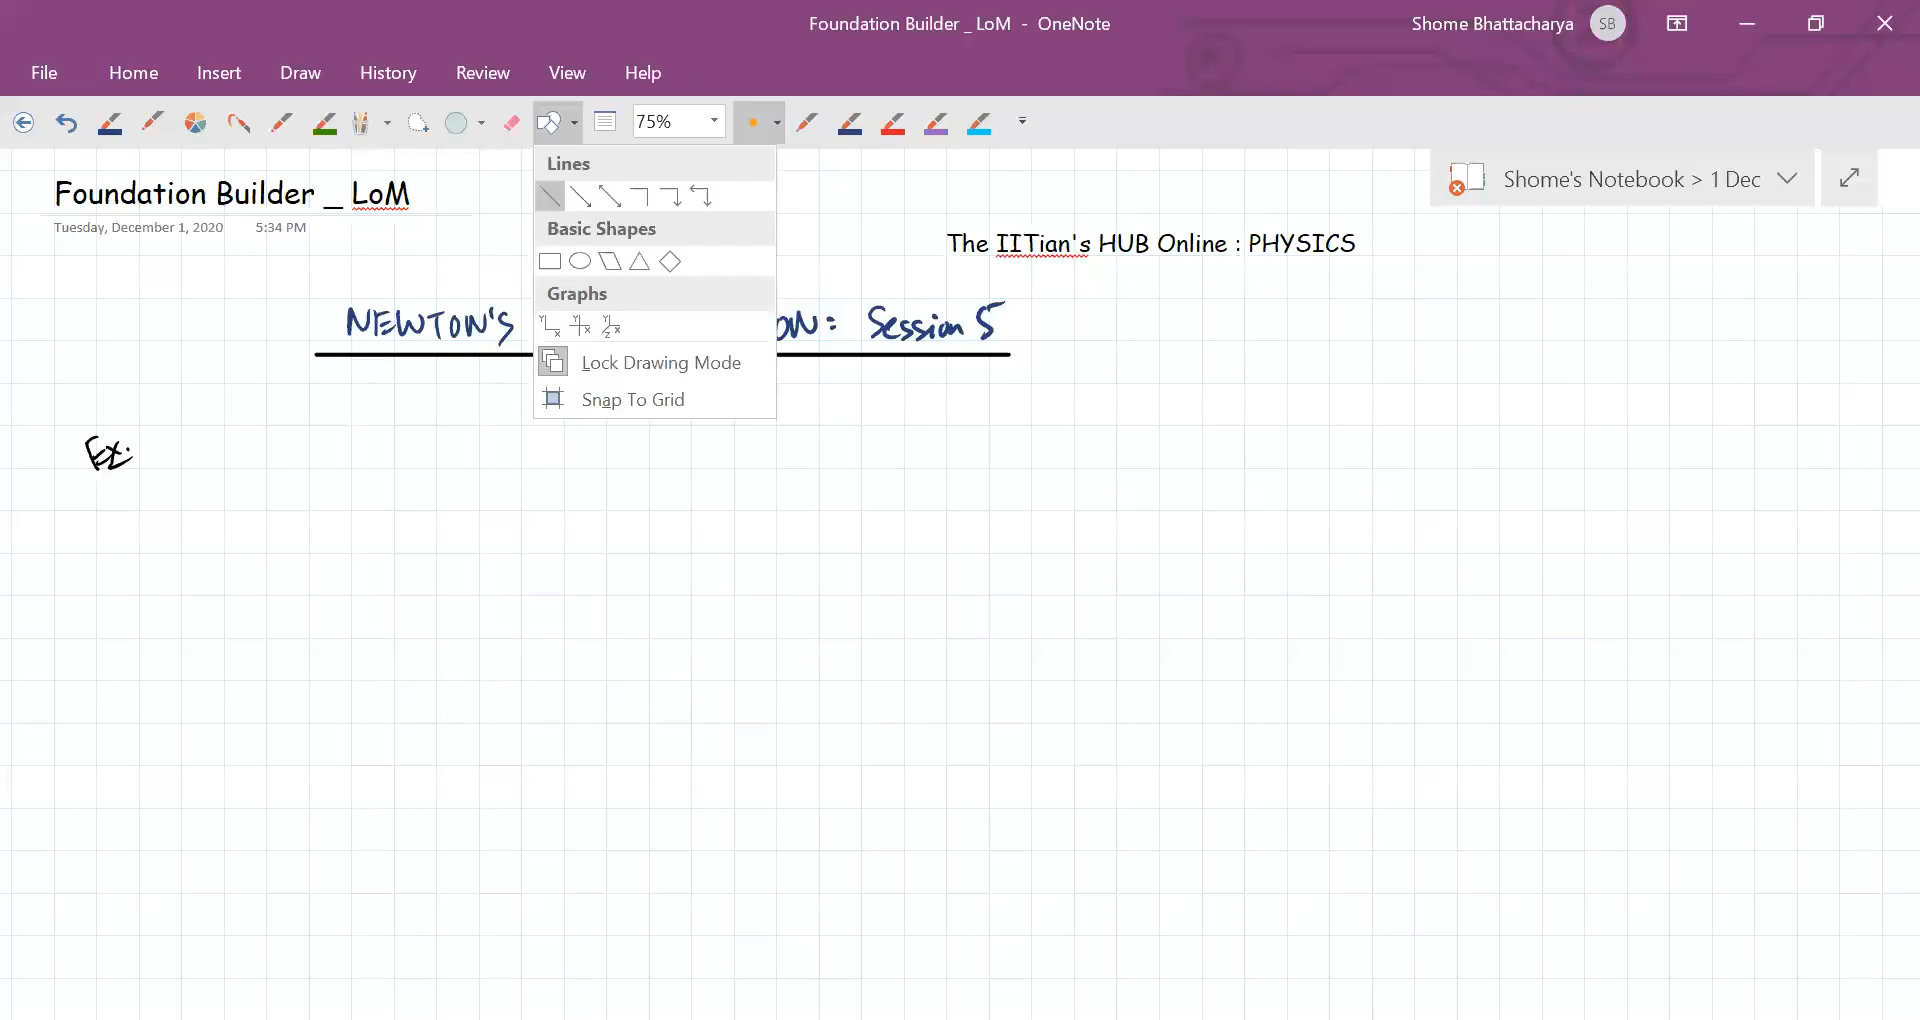 Foundation Builder _ LoM - OneNote
Shome Bhattacharya SB
File Home Insert Draw History Review View Help
75%
Lines
Foundation Builder _ LoM
Shome's Notebook > 1 Dec
Tuesday, December 1, 2020 5:34 PM
Basic Shapes
The IITian's HUB Online : PHYSICS
Graphs
Y X Y X Y X Z
NEWTON'S OW: Session 5
Lock Drawing Mode
Snap To Grid
Ex.